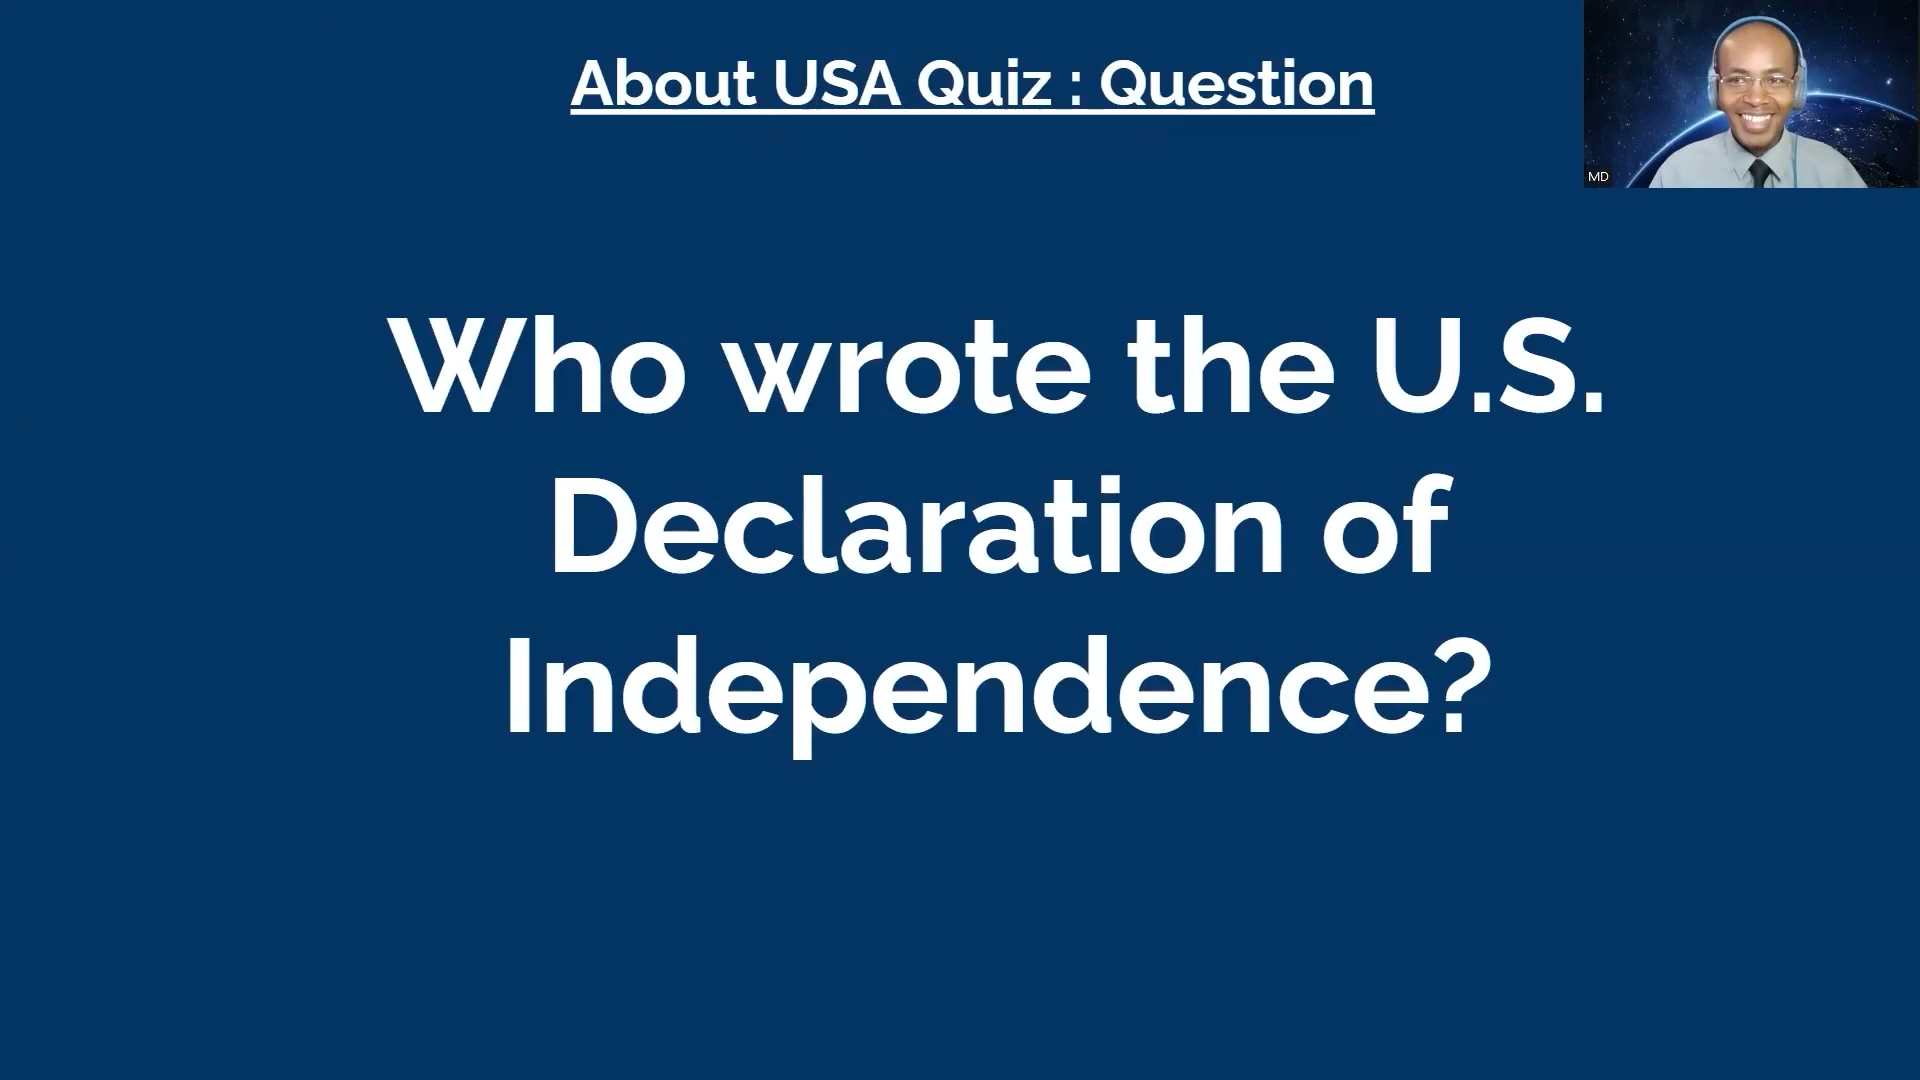 About USA Quiz : Question
MD
Who wrote the U.S.
Declaration of
Independence?